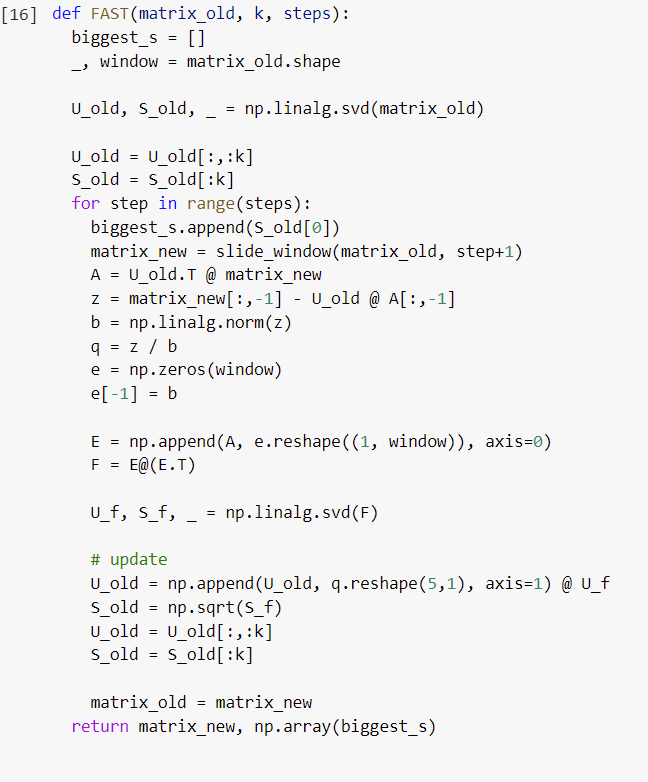 [16] def FAST(matrix_old, k, steps):
biggest_s = []
_, window = matrix_old.shape
U_old, S_old, _ = np.linalg.svd(matrix_old)
U_old = U_old[:,:k]
S_old = S_old[:k]
for step in range(steps):
biggest_s.append(S_old[0])
matrix_new = slide_window(matrix_old, step+1)
A = U_old.T @ matrix_new
z = matrix_new[:,-1] - U_old @ A[:,-1]
b = np.linalg.norm(z)
q = z / b
e = np.zeros(window)
e[-1] = b
E = np.append(A, e.reshape((1, window)), axis=0)
F = E@(E.T)
U_f, S_f, _ = np.linalg.svd(F)
# update
U_old = np.append(U_old, q.reshape(5,1), axis=1) @ U_f
S_old = np.sqrt(S_f)
U_old = U_old[:,:k]
S_old = S_old[:k]
matrix_old = matrix_new
return matrix_new, np.array(biggest_s)